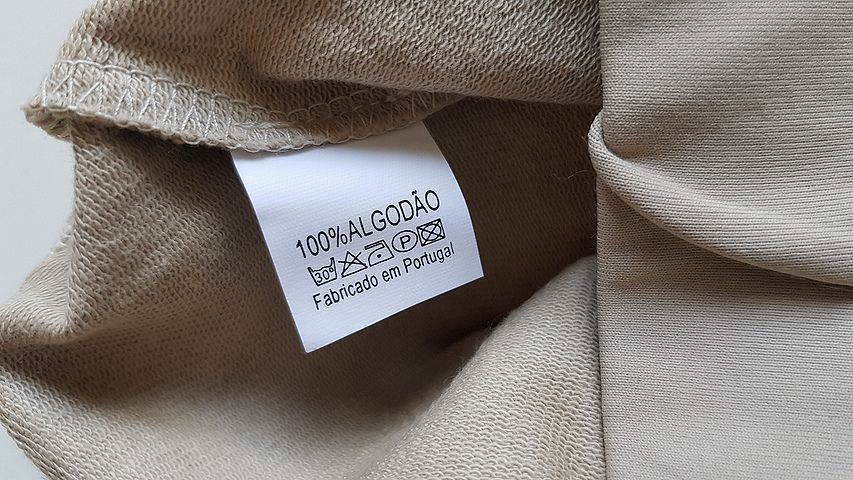 100%ALGODÃO
30° P
Fabricado em Portugal